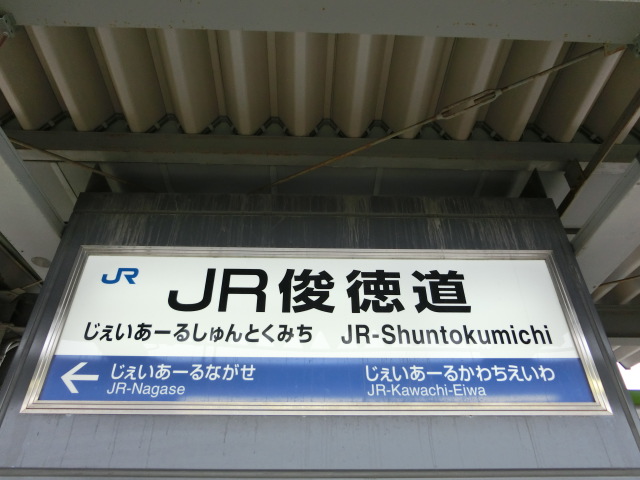 JR JR俊徳道
じぇいあーるしゅんとくみち JR-Shuntokumichi
← じぇいあーるながせ じぇいあーるかわちえいわ
JR-Nagase JR-Kawachi-Eiwa